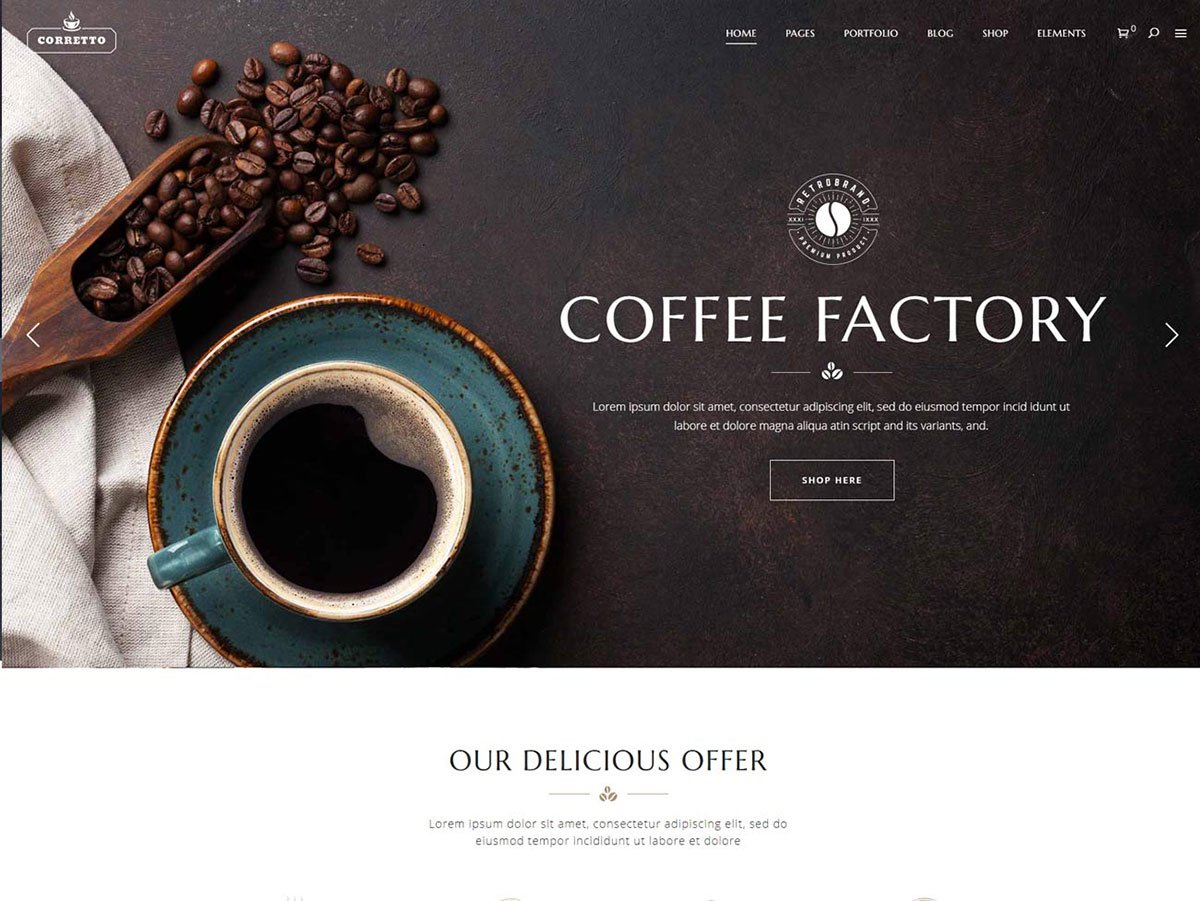 CORRETTO
HOME PAGES PORTFOLIO BLOG SHOP ELEMENTS 0
RETROBRAND
XXXI IXXX
PREMIUM PRODUCT
COFFEE FACTORY
Lorem ipsum dolor sit amet, consectetur adipiscing elit, sed do eiusmod tempor incid idunt ut
labore et dolore magna aliqua atin script and its variants, and.
SHOP HERE
OUR DELICIOUS OFFER
Lorem ipsum dolor sit amet, consectetur adipiscing elit, sed do
eiusmod tempor incididunt ut labore et dolore